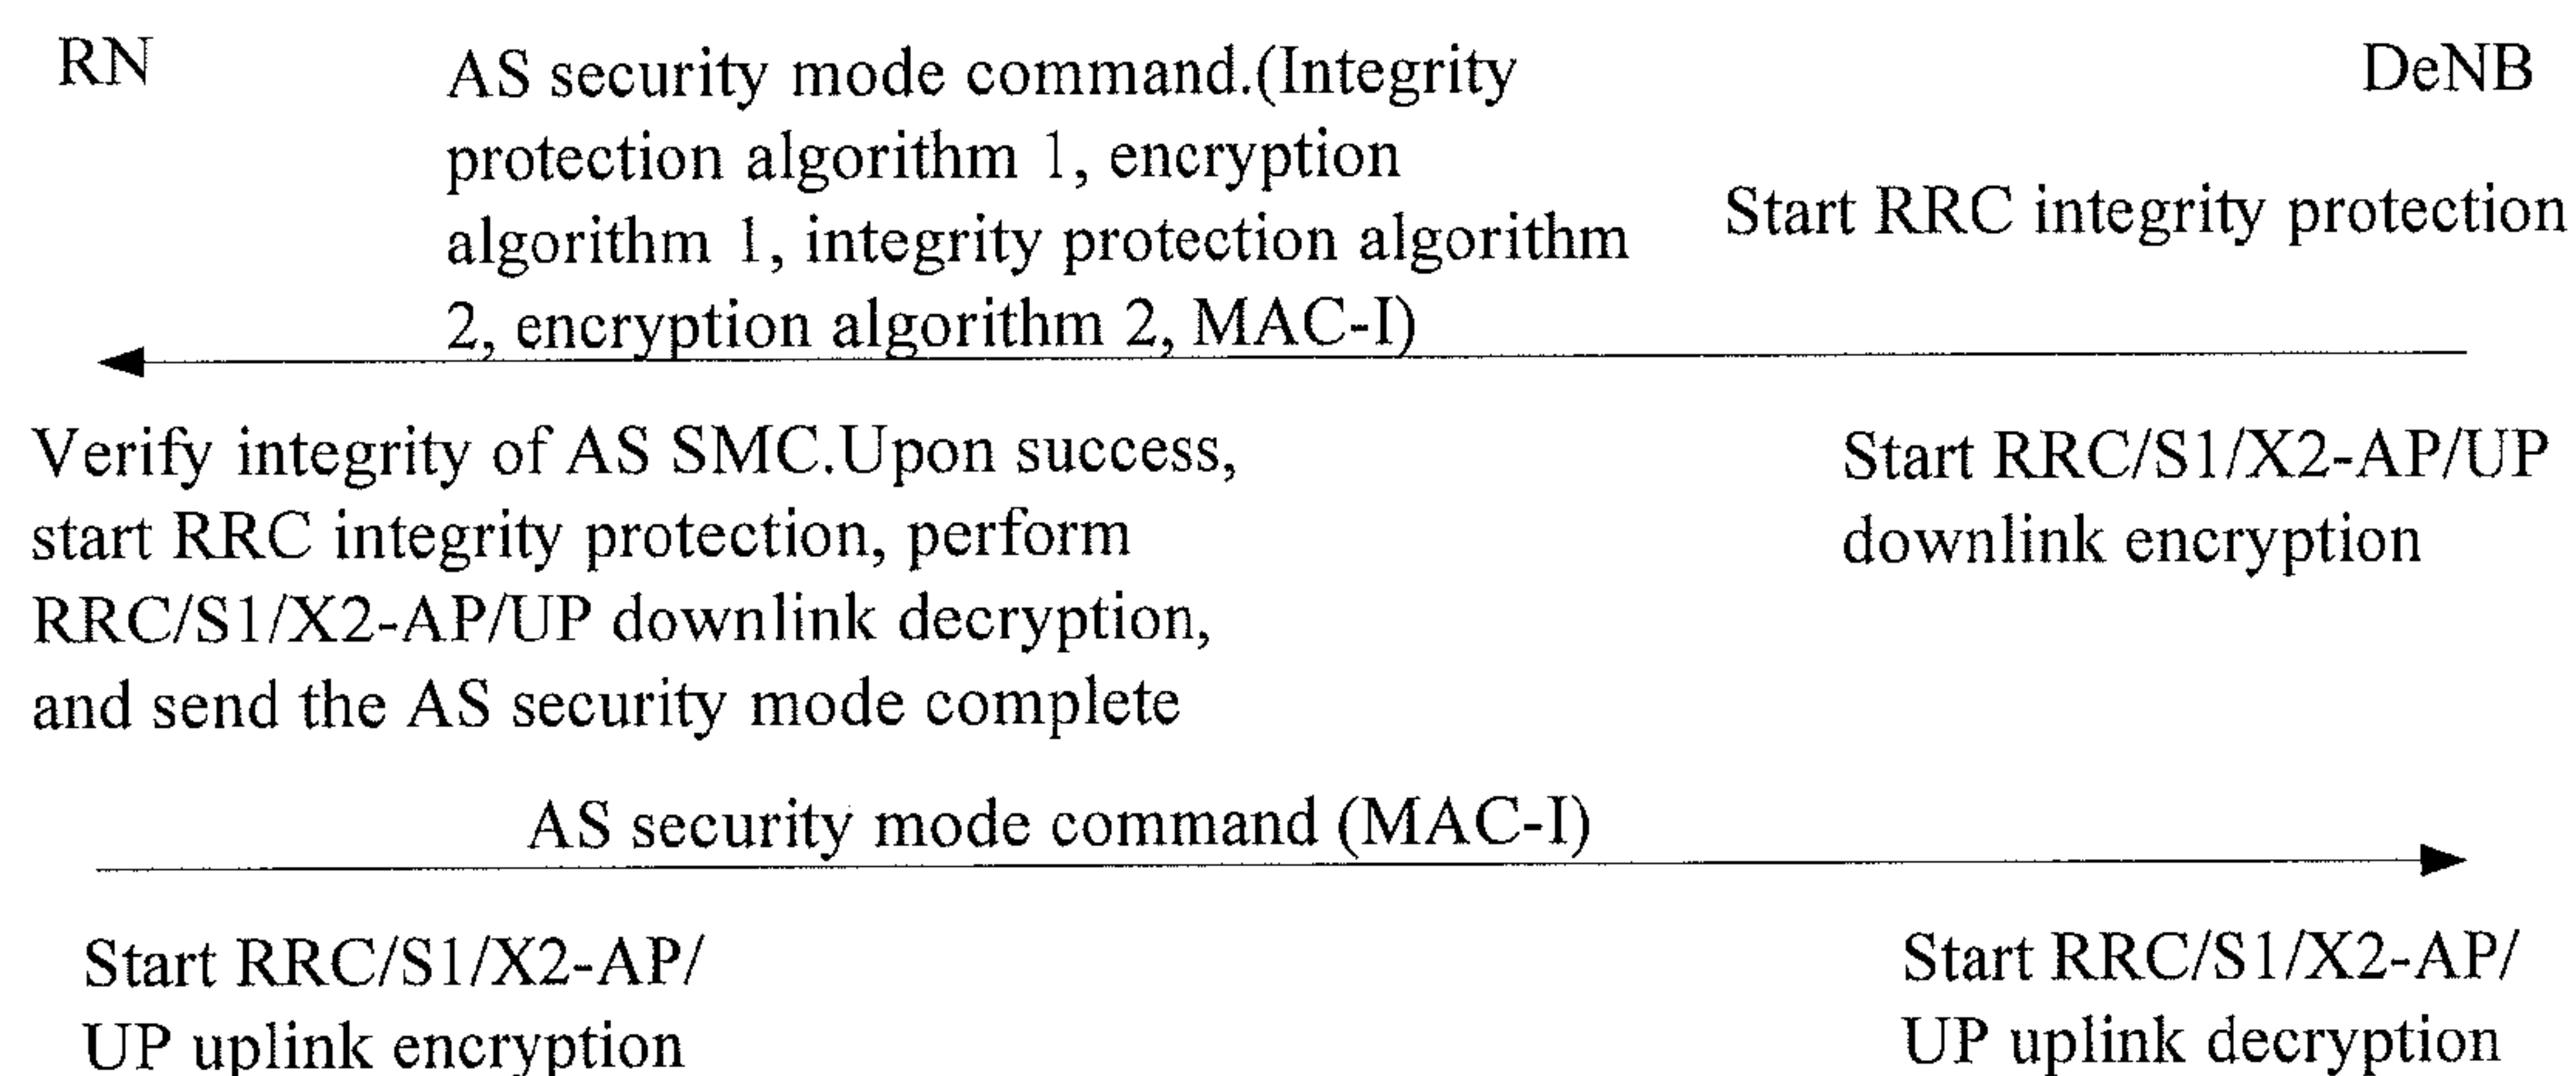 RN
AS security mode command.(Integrity
protection algorithm 1, encryption
algorithm 1, integrity protection algorithm
2, encryption algorithm 2, MAC-I)
DeNB
Start RRC integrity protection
Verify integrity of AS SMC.Upon success,
start RRC integrity protection, perform
RRC/S1/X2-AP/UP downlink decryption,
and send the AS security mode complete
Start RRC/S1/X2-AP/UP
downlink encryption
AS security mode command (MAC-I)
Start RRC/S1/X2-AP/
UP uplink encryption
Start RRC/S1/X2-AP/
UP uplink decryption